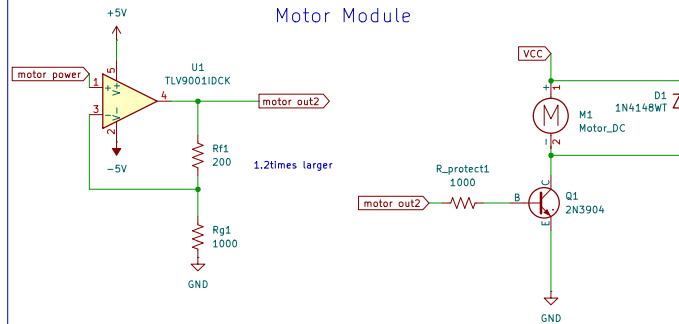 Motor Module
+5V
U1
TLV9001IDCK
motor power
1
+
V+
5
4
3
-
V-
2
-5V
motor out2
Rf1
200
1.2times larger
Rg1
1000
GND
VCC
+
1
M
M1
Motor_DC
-
2
D1
1N4148WT
R_protect1
1000
motor out2
B
C
E
Q1
2N3904
GND